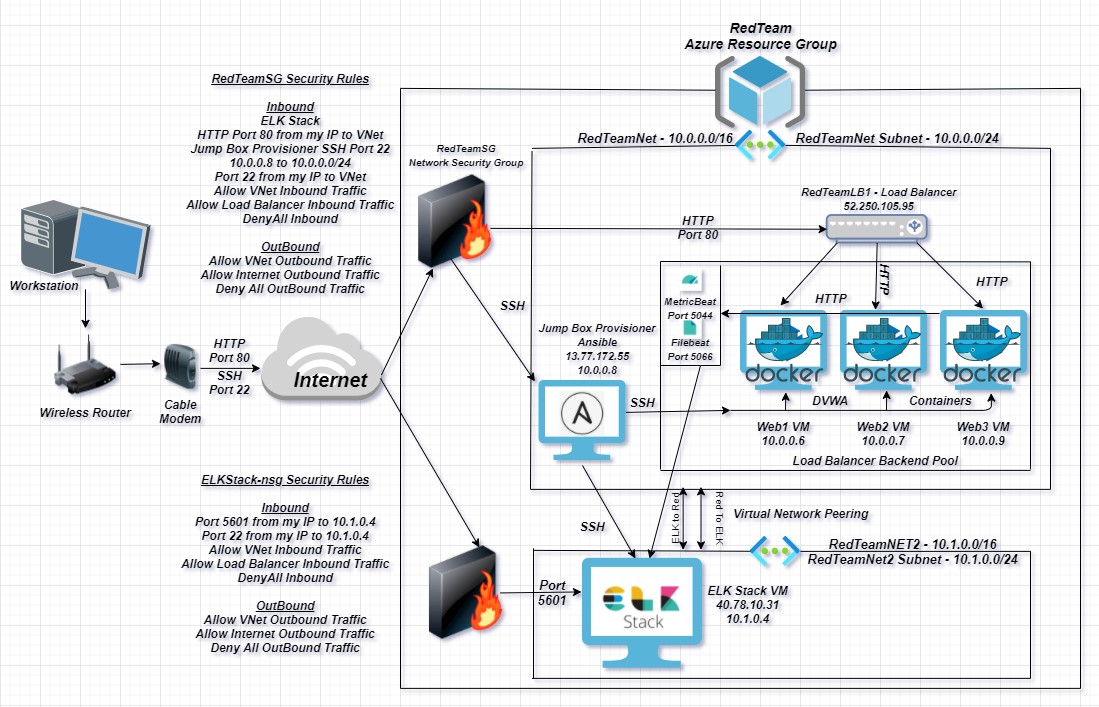 RedTeam
Azure Resource Group
RedTeamSG Security Rules
Inbound
ELK Stack
HTTP Port 80 from my IP to VNet
Jump Box Provisioner SSH Port 22
10.0.0.8 to 10.0.0.0/24
Port 22 from my IP to VNet
Allow VNet Inbound Traffic
Allow Load Balancer Inbound Traffic
DenyAll Inbound
OutBound
Allow VNet Outbound Traffic
Allow Internet Outbound Traffic
Deny All OutBound Traffic
RedTeamNet - 10.0.0.0/16
RedTeamNet Subnet - 10.0.0.0/24
RedTeamSG
Network Security Group
RedTeamLB1 - Load Balancer
52.250.105.95
HTTP
Port 80
Workstation
Wireless Router
Cable
Modem
HTTP
Port 80
SSH
Port 22
Internet
SSH
MetricBeat
Port 5044
Filebeat
Port 5066
HTTP
HTTP
HTTP
Jump Box Provisioner
Ansible
13.77.172.55
10.0.0.8
docker
docker
docker
SSH
DVWA
Containers
Web1 VM
10.0.0.6
Web2 VM
10.0.0.7
Web3 VM
10.0.0.9
Load Balancer Backend Pool
SSH
ELK to Red
Red To ELK
Virtual Network Peering
RedTeamNET2 - 10.1.0.0/16
RedTeamNet2 Subnet - 10.1.0.0/24
ELKStack-nsg Security Rules
Inbound
Port 5601 from my IP to 10.1.0.4
Port 22 from my IP to 10.1.0.4
Allow VNet Inbound Traffic
Allow Load Balancer Inbound Traffic
DenyAll Inbound
OutBound
Allow VNet Outbound Traffic
Allow Internet Outbound Traffic
Deny All OutBound Traffic
Port
5601
ELK
Stack
ELK Stack VM
40.78.10.31
10.1.0.4